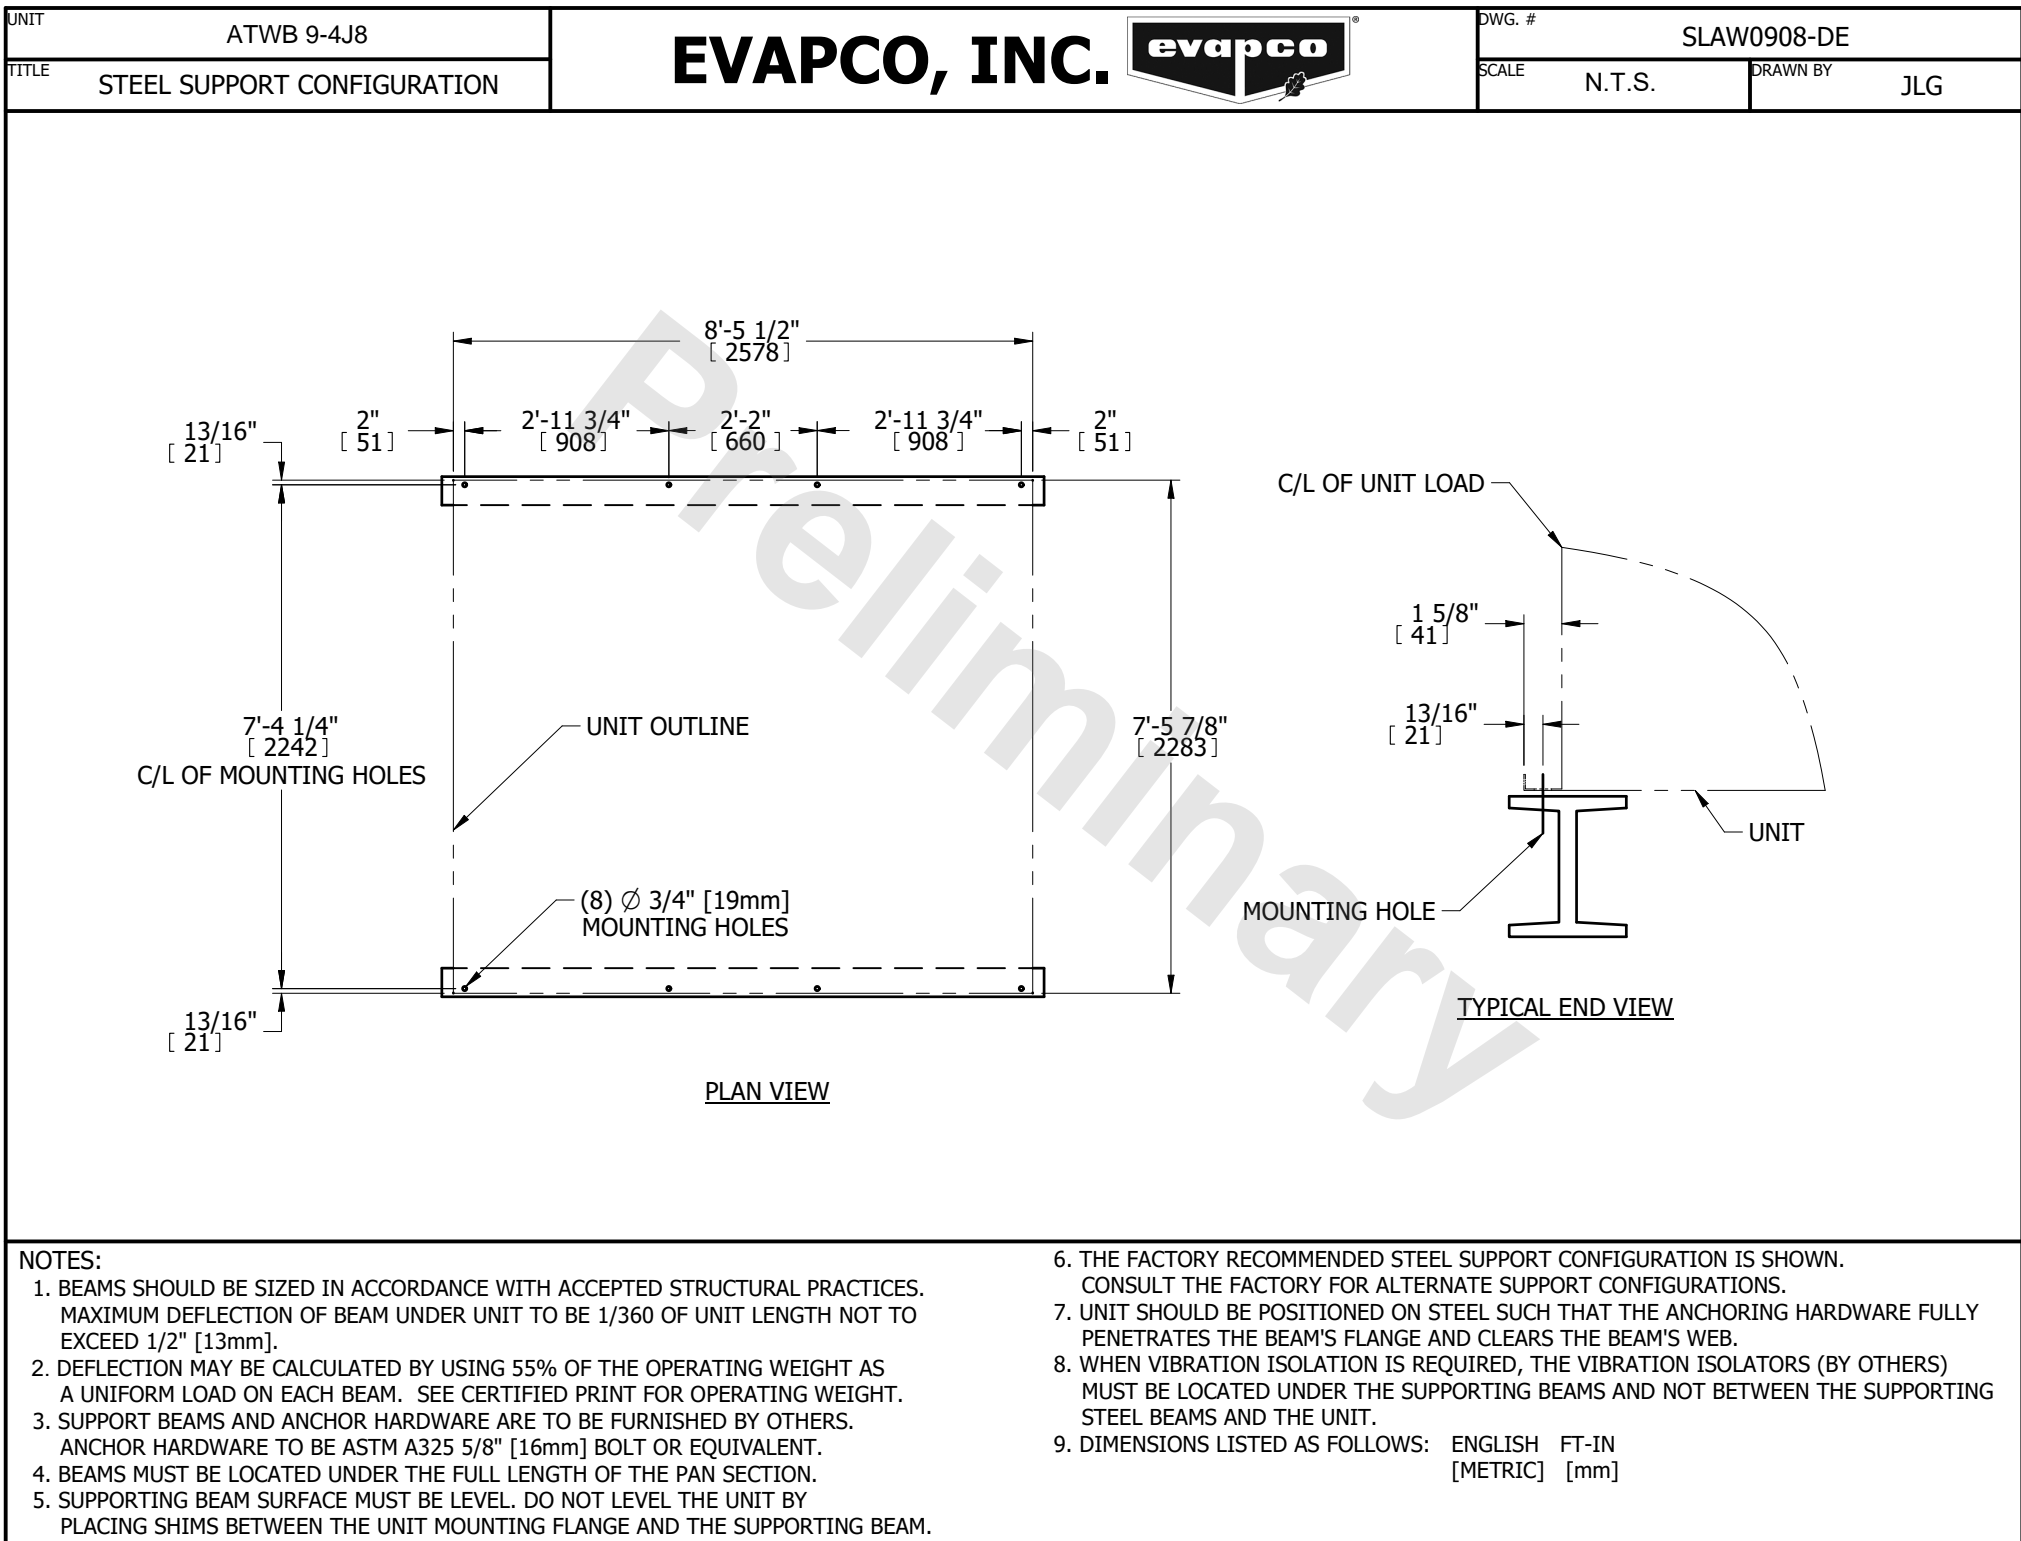 UNIT
ATWB 9-4J8
TITLE
STEEL SUPPORT CONFIGURATION
EVAPCO, INC.
evapco
®
DWG. #
SLAW0908-DE
SCALE
N.T.S.
DRAWN BY
JLG
8'-5 1/2"
[ 2578 ]
13/16"
[ 21 ]
2"
[ 51 ]
2'-11 3/4"
[ 908 ]
2'-2"
[ 660 ]
2'-11 3/4"
[ 908 ]
2"
[ 51 ]
7'-4 1/4"
[ 2242 ]
C/L OF MOUNTING HOLES
UNIT OUTLINE
7'-5 7/8"
[ 2283 ]
(8) ∅ 3/4" [19mm]
MOUNTING HOLES
13/16"
[ 21 ]
PLAN VIEW
C/L OF UNIT LOAD
1 5/8"
[ 41 ]
13/16"
[ 21 ]
UNIT
MOUNTING HOLE
TYPICAL END VIEW
Preliminary
NOTES:
1. BEAMS SHOULD BE SIZED IN ACCORDANCE WITH ACCEPTED STRUCTURAL PRACTICES.
MAXIMUM DEFLECTION OF BEAM UNDER UNIT TO BE 1/360 OF UNIT LENGTH NOT TO
EXCEED 1/2" [13mm].
2. DEFLECTION MAY BE CALCULATED BY USING 55% OF THE OPERATING WEIGHT AS
A UNIFORM LOAD ON EACH BEAM. SEE CERTIFIED PRINT FOR OPERATING WEIGHT.
3. SUPPORT BEAMS AND ANCHOR HARDWARE ARE TO BE FURNISHED BY OTHERS.
ANCHOR HARDWARE TO BE ASTM A325 5/8" [16mm] BOLT OR EQUIVALENT.
4. BEAMS MUST BE LOCATED UNDER THE FULL LENGTH OF THE PAN SECTION.
5. SUPPORTING BEAM SURFACE MUST BE LEVEL. DO NOT LEVEL THE UNIT BY
PLACING SHIMS BETWEEN THE UNIT MOUNTING FLANGE AND THE SUPPORTING BEAM.
6. THE FACTORY RECOMMENDED STEEL SUPPORT CONFIGURATION IS SHOWN.
CONSULT THE FACTORY FOR ALTERNATE SUPPORT CONFIGURATIONS.
7. UNIT SHOULD BE POSITIONED ON STEEL SUCH THAT THE ANCHORING HARDWARE FULLY
PENETRATES THE BEAM'S FLANGE AND CLEARS THE BEAM'S WEB.
8. WHEN VIBRATION ISOLATION IS REQUIRED, THE VIBRATION ISOLATORS (BY OTHERS)
MUST BE LOCATED UNDER THE SUPPORTING BEAMS AND NOT BETWEEN THE SUPPORTING
STEEL BEAMS AND THE UNIT.
9. DIMENSIONS LISTED AS FOLLOWS: ENGLISH FT-IN
[METRIC] [mm]